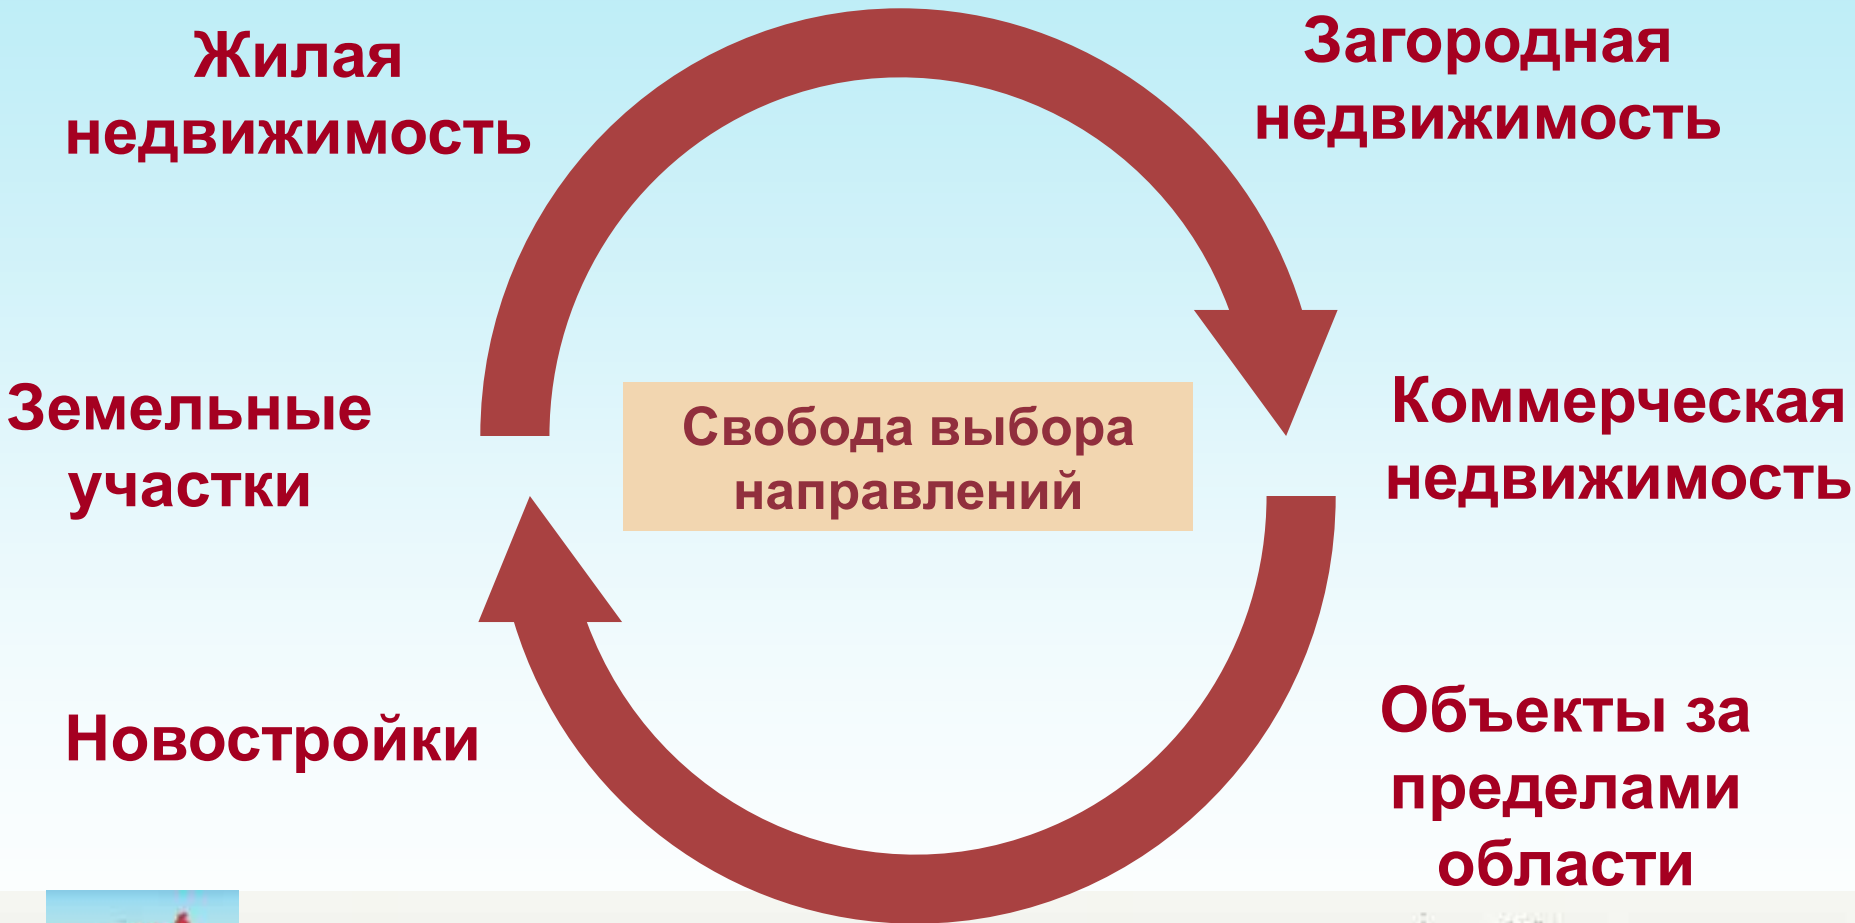 Жилая
недвижимость
Загородная
недвижимость
Земельные
участки
Свобода выбора
направлений
Коммерческая
недвижимость
Новостройки
Объекты за
пределами
области